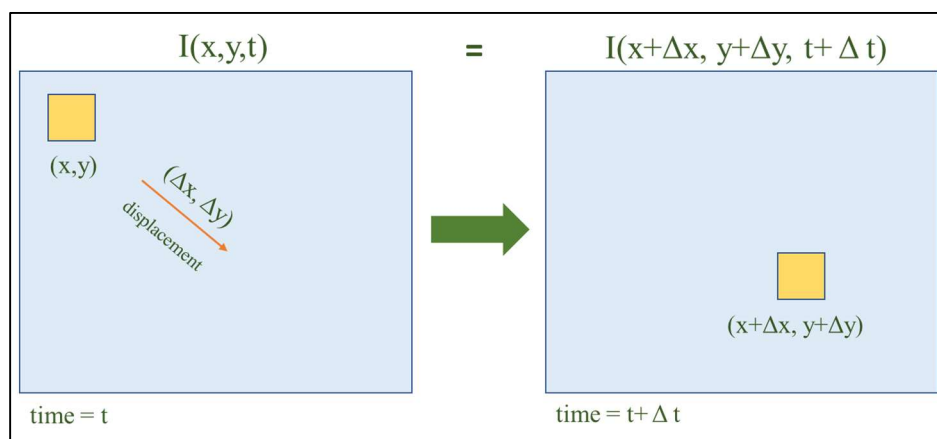 I(x,y,t) = I(x+Δx, y+Δy, t+Δ t)
(x,y)
(Δx, Δy)
displacement
(x+Δx, y+Δy)
time = t
time = t+Δ t